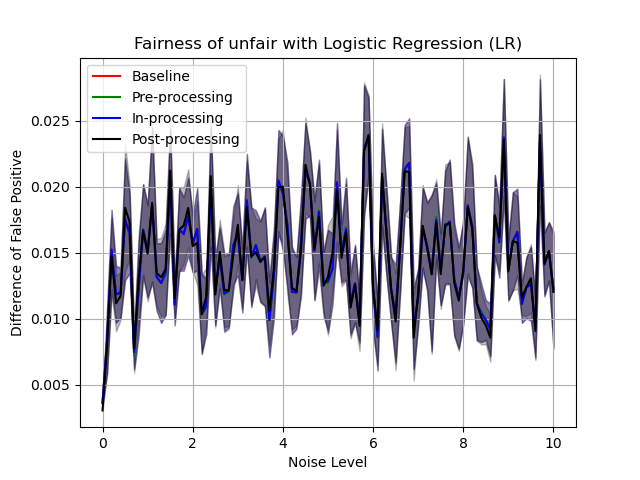 Fairness of unfair with Logistic Regression (LR)
Baseline
Pre-processing
In-processing
Post-processing
0.025
0.020
0.015
0.010
0.005
Difference of False Positive
0 2 4 6 8 10
Noise Level